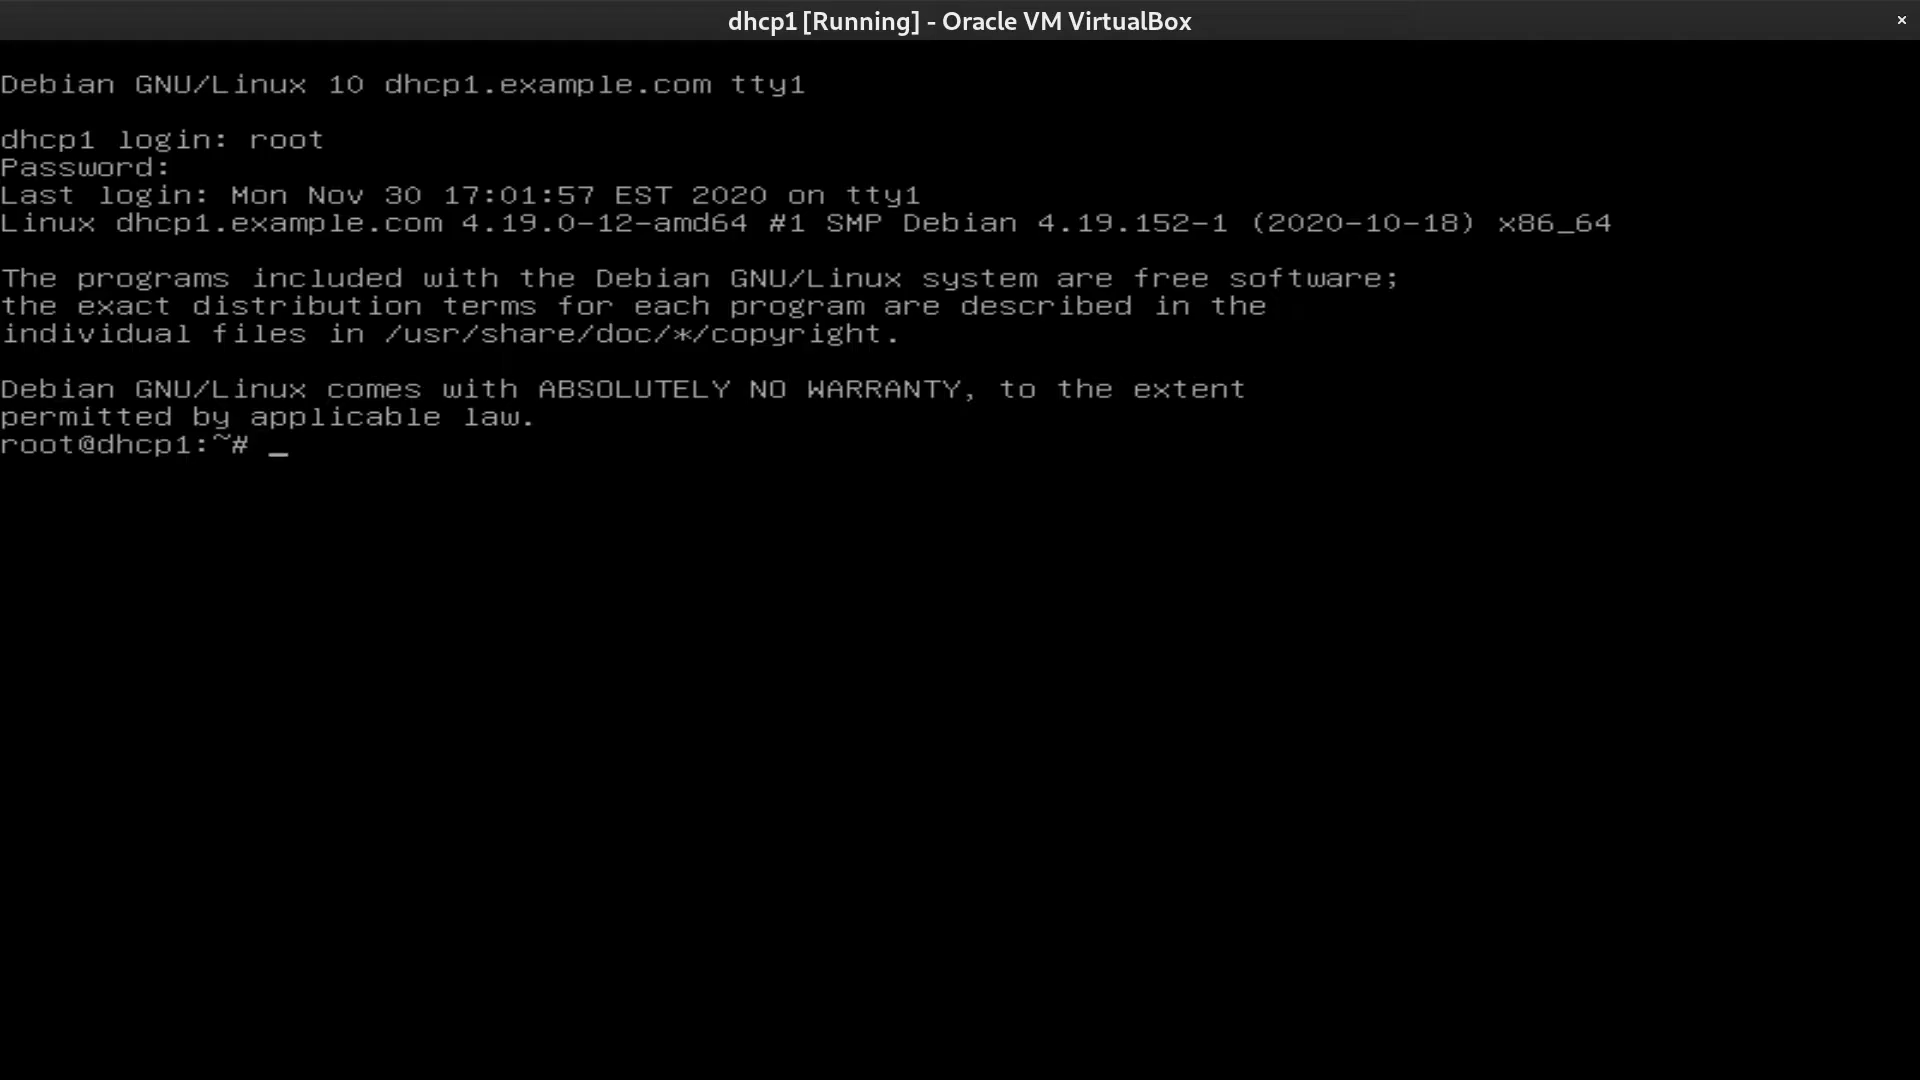 dhcp1 [Running] - Oracle VM VirtualBox
×
Debian GNU/Linux 10 dhcp1.example.com tty1
dhcp1 login: root
Password:
Last login: Mon Nov 30 17:01:57 EST 2020 on tty1
Linux dhcp1.example.com 4.19.0-12-amd64 #1 SMP Debian 4.19.152-1 (2020-10-18) x86_64
The programs included with the Debian GNU/Linux system are free software;
the exact distribution terms for each program are described in the
individual files in /usr/share/doc/*/copyright.
Debian GNU/Linux comes with ABSOLUTELY NO WARRANTY, to the extent
permitted by applicable law.
root@dhcp1:~# _